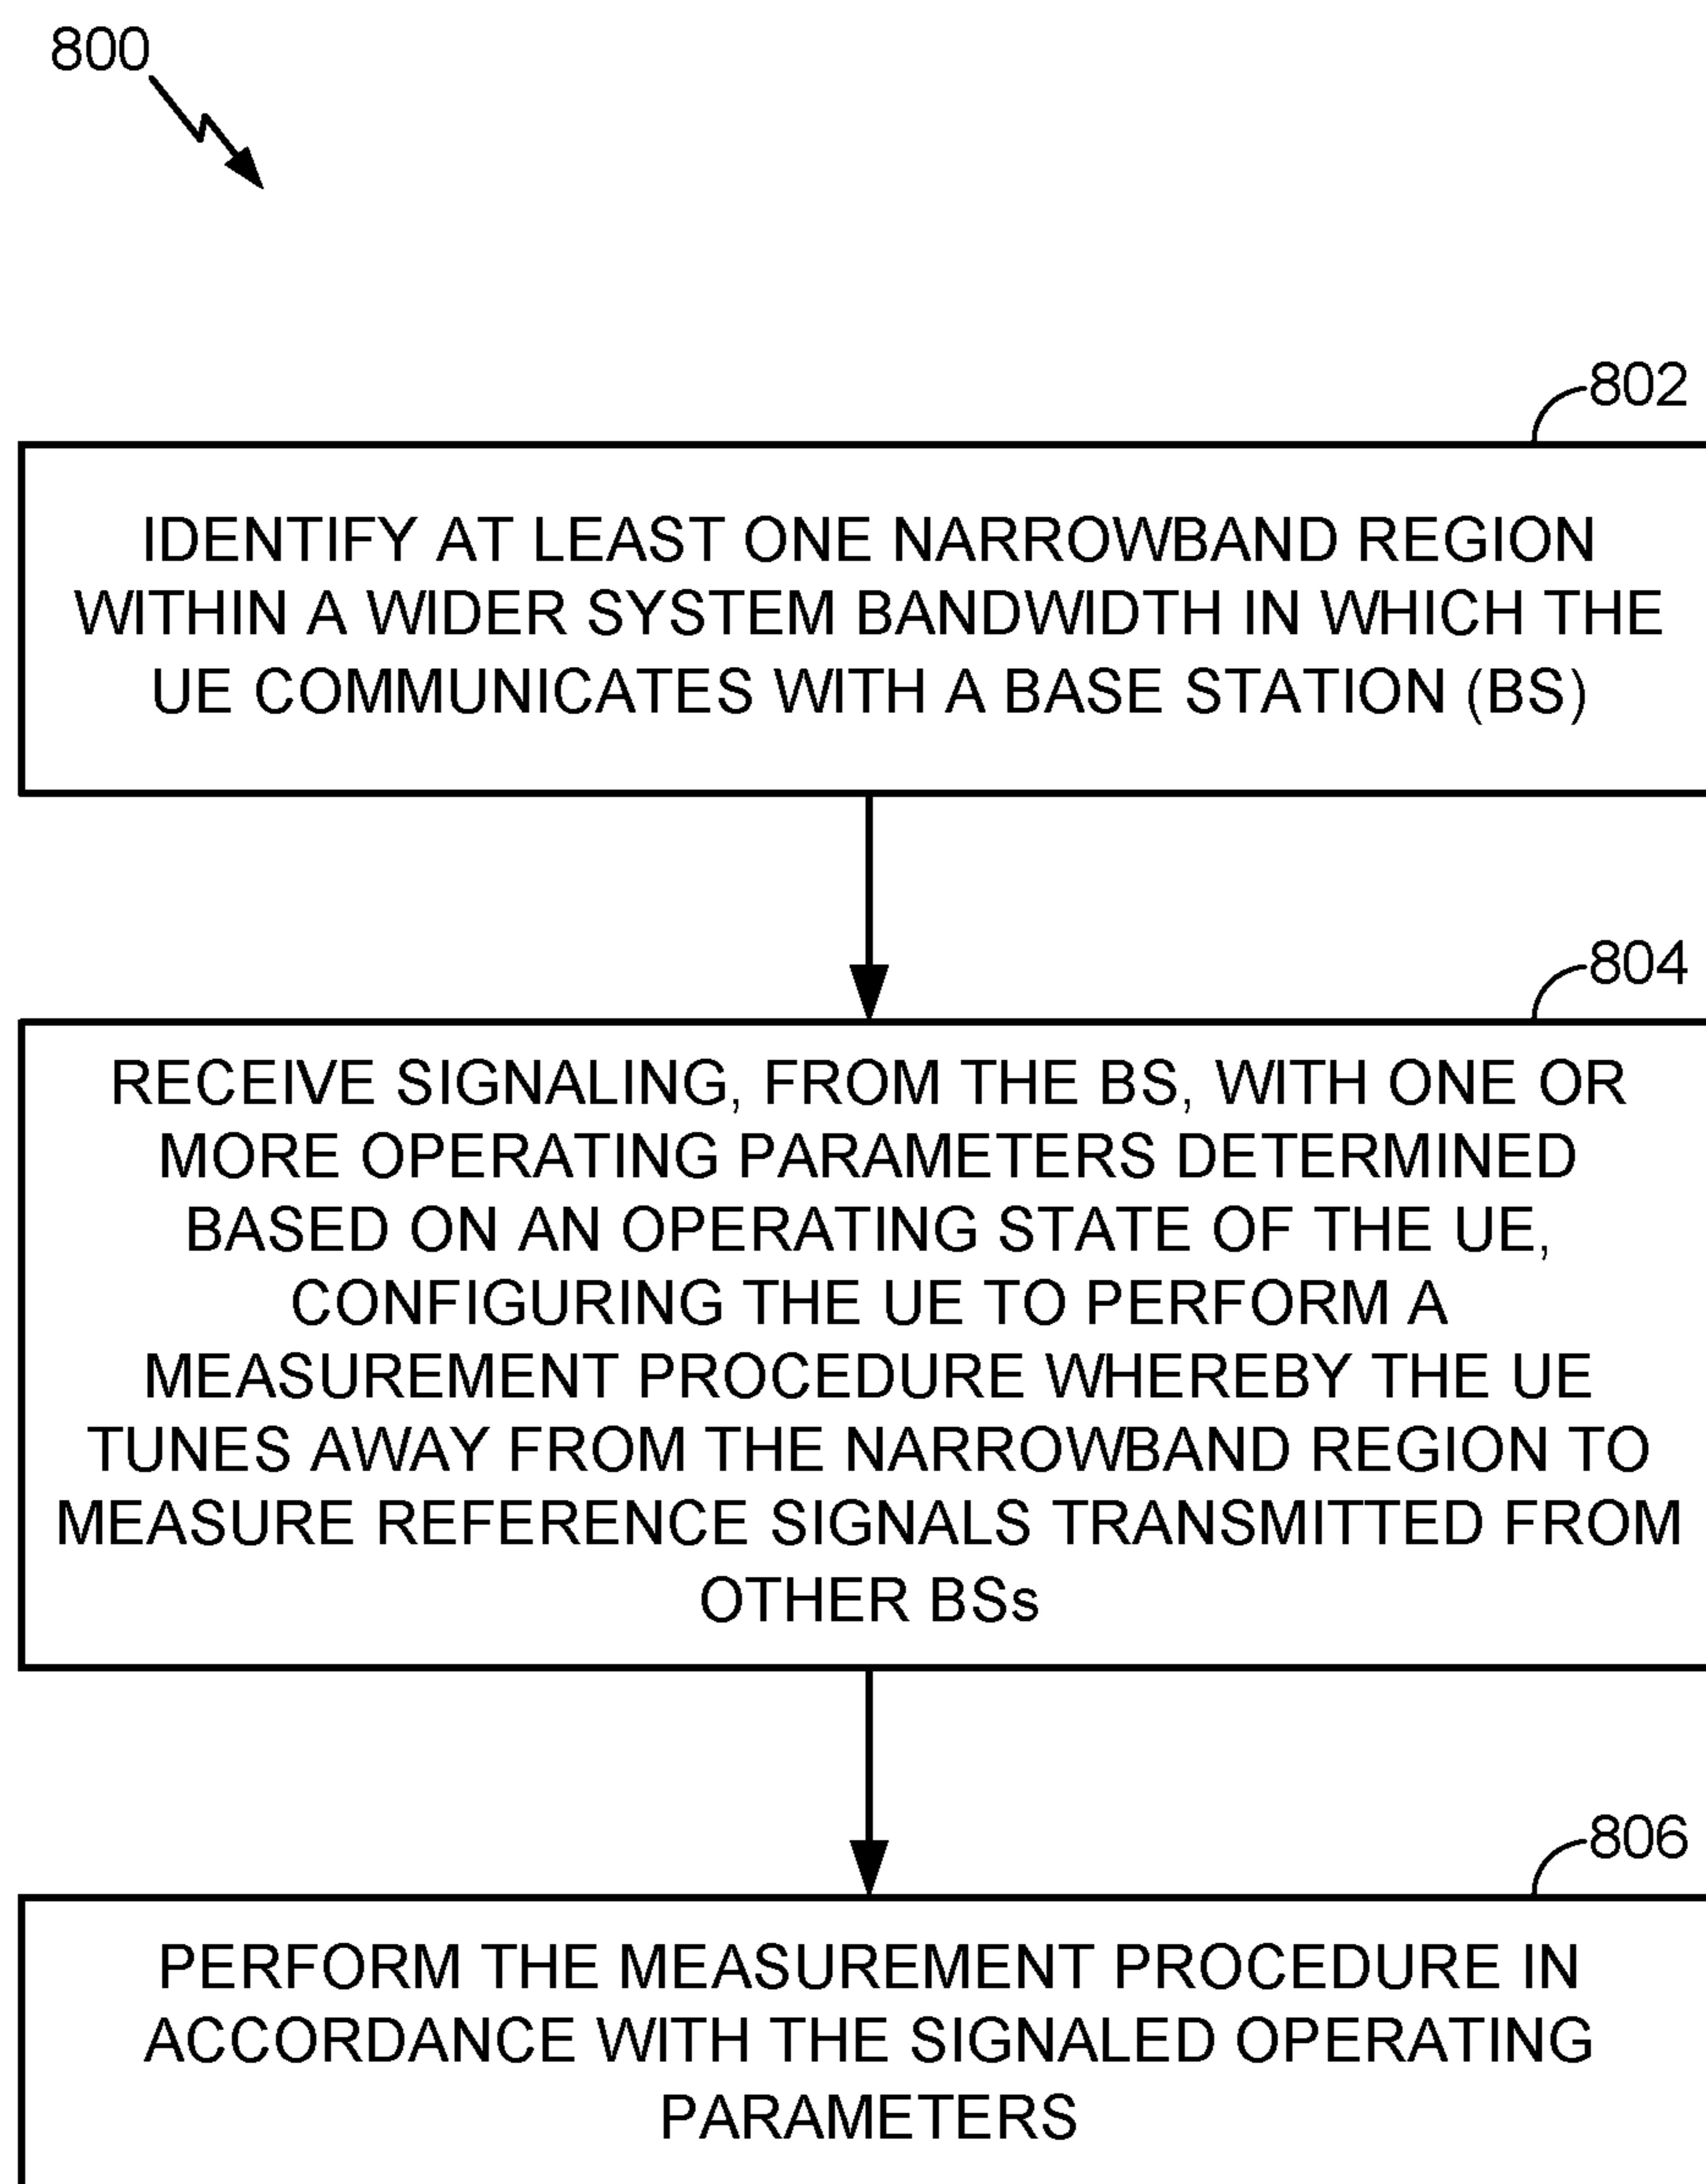 800
802
IDENTIFY AT LEAST ONE NARROWBAND REGION
WITHIN A WIDER SYSTEM BANDWIDTH IN WHICH THE
UE COMMUNICATES WITH A BASE STATION (BS)
804
RECEIVE SIGNALING, FROM THE BS, WITH ONE OR
MORE OPERATING PARAMETERS DETERMINED
BASED ON AN OPERATING STATE OF THE UE,
CONFIGURING THE UE TO PERFORM A
MEASUREMENT PROCEDURE WHEREBY THE UE
TUNES AWAY FROM THE NARROWBAND REGION TO
MEASURE REFERENCE SIGNALS TRANSMITTED FROM
OTHER BSs
806
PERFORM THE MEASUREMENT PROCEDURE IN
ACCORDANCE WITH THE SIGNALED OPERATING
PARAMETERS